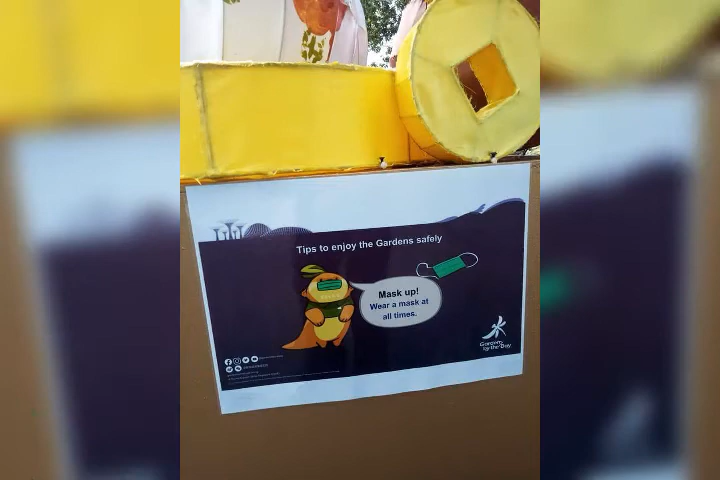 Tips to enjoy the Gardens safely
Mask up!
Wear a mask at
all times.
Gardens
by the Bay